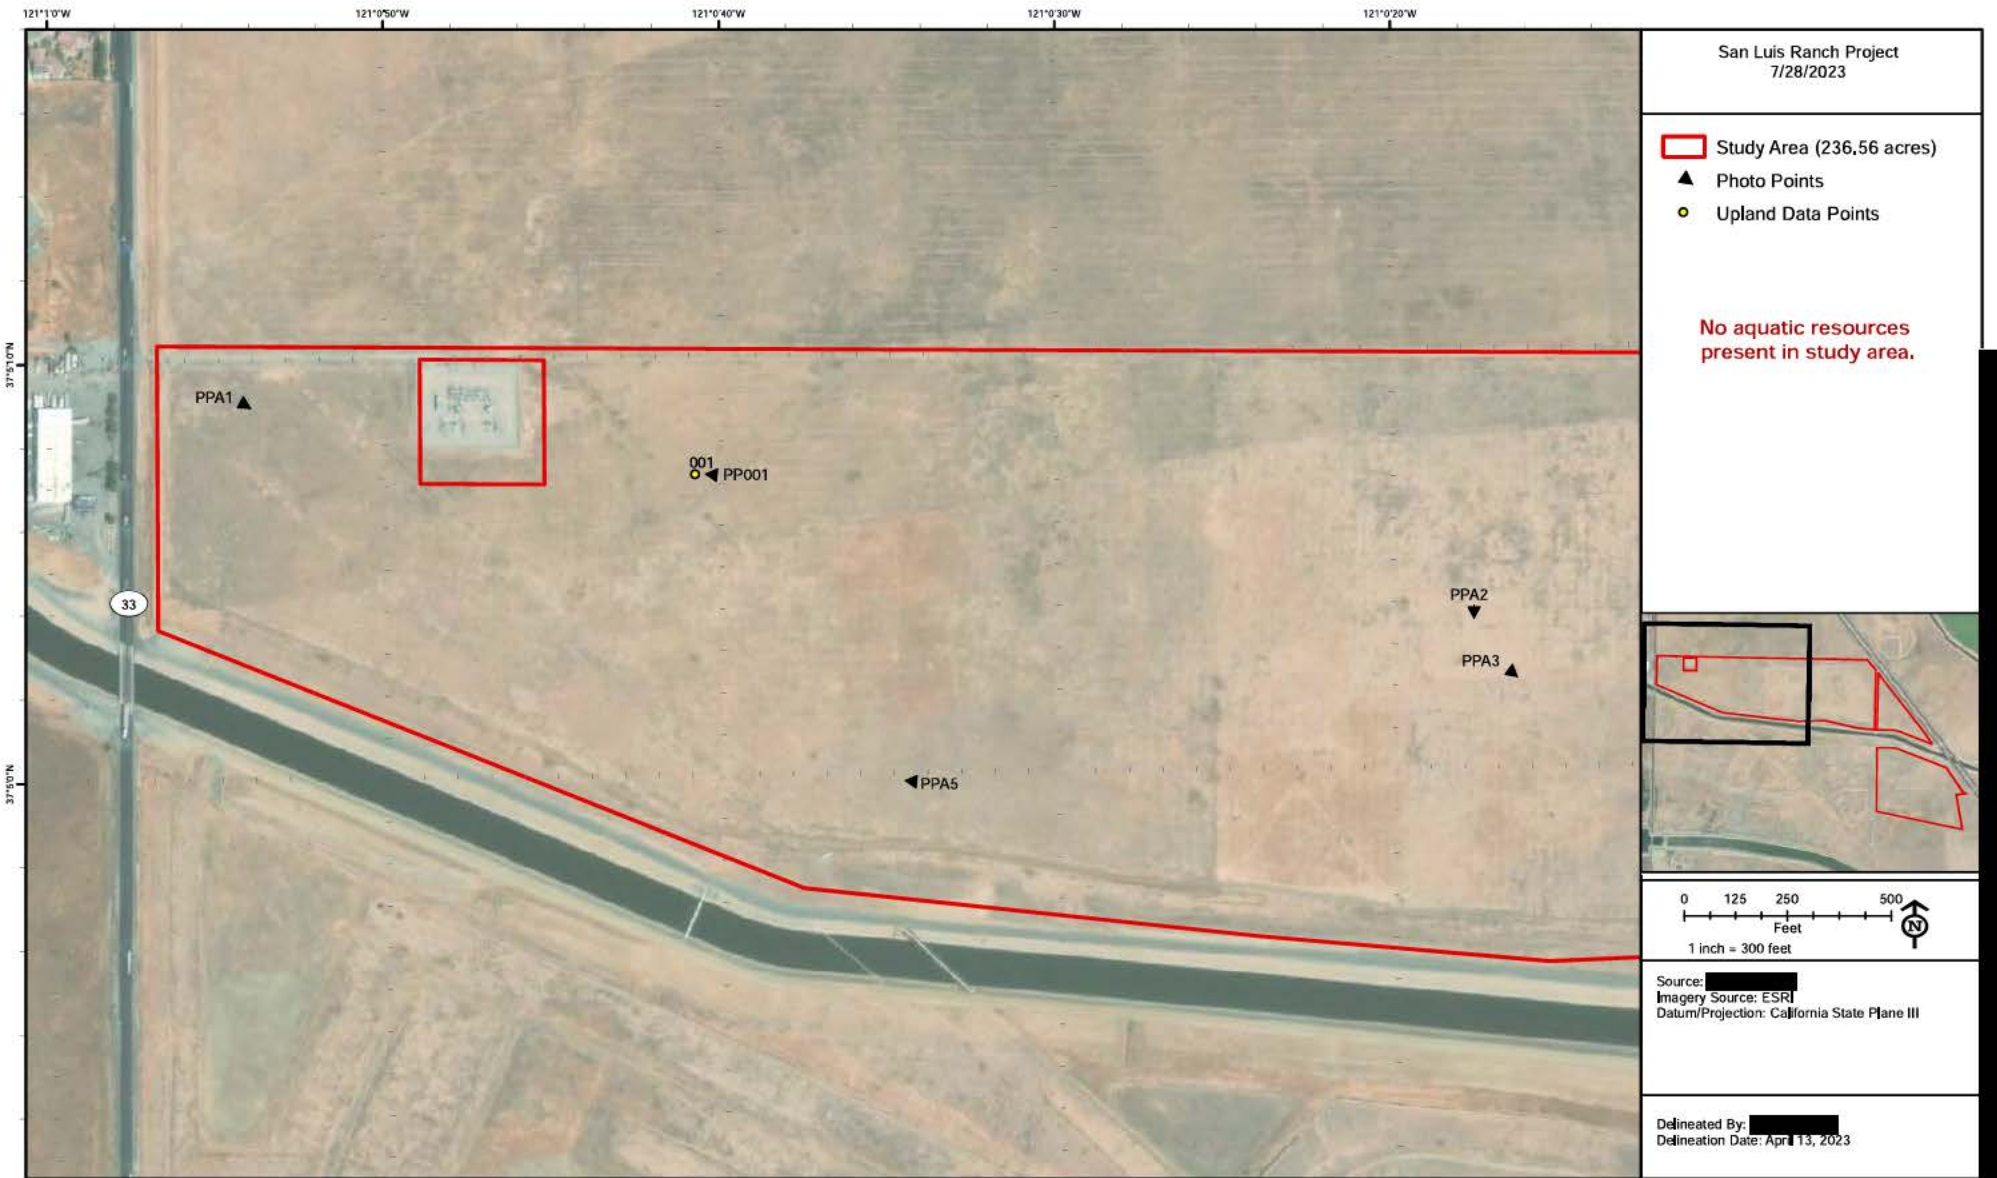 121°1'0"W
121°0'50"W
121°0'40"W
121°0'30"W
121°0'20"W
37°5'10"N
37°5'0"N
PPA1
001
PP001
33
PPA2
PPA3
PPA5
San Luis Ranch Project
7/28/2023
Study Area (236.56 acres)
Photo Points
Upland Data Points
No aquatic resources
present in study area.
0 125 250 500
Feet
1 inch = 300 feet
N
Source:
Imagery Source: ESRI
Datum/Projection: California State Plane III
Delineated By:
Delineation Date: April 13, 2023